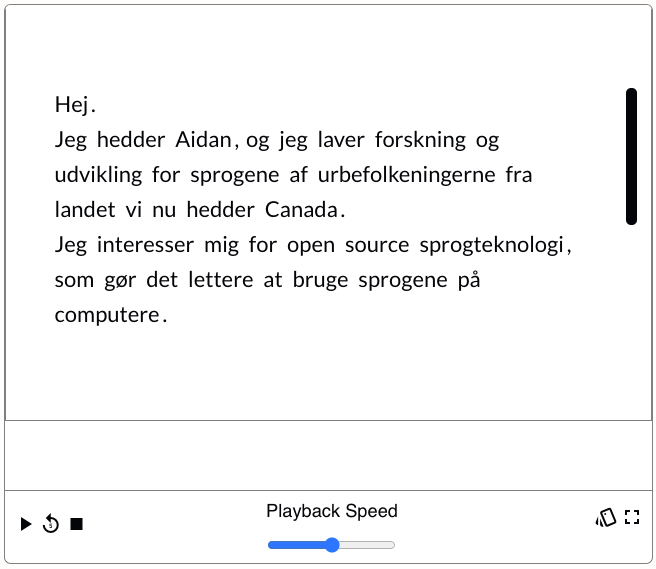 Hej.
Jeg hedder Aidan, og jeg laver forskning og
udvikling for sprogene af urbefolkeningerne fra
landet vi nu hedder Canada.
Jeg interesser mig for open source sprogteknologi,
som gør det lettere at bruge sprogene på
computere.
Playback Speed
5